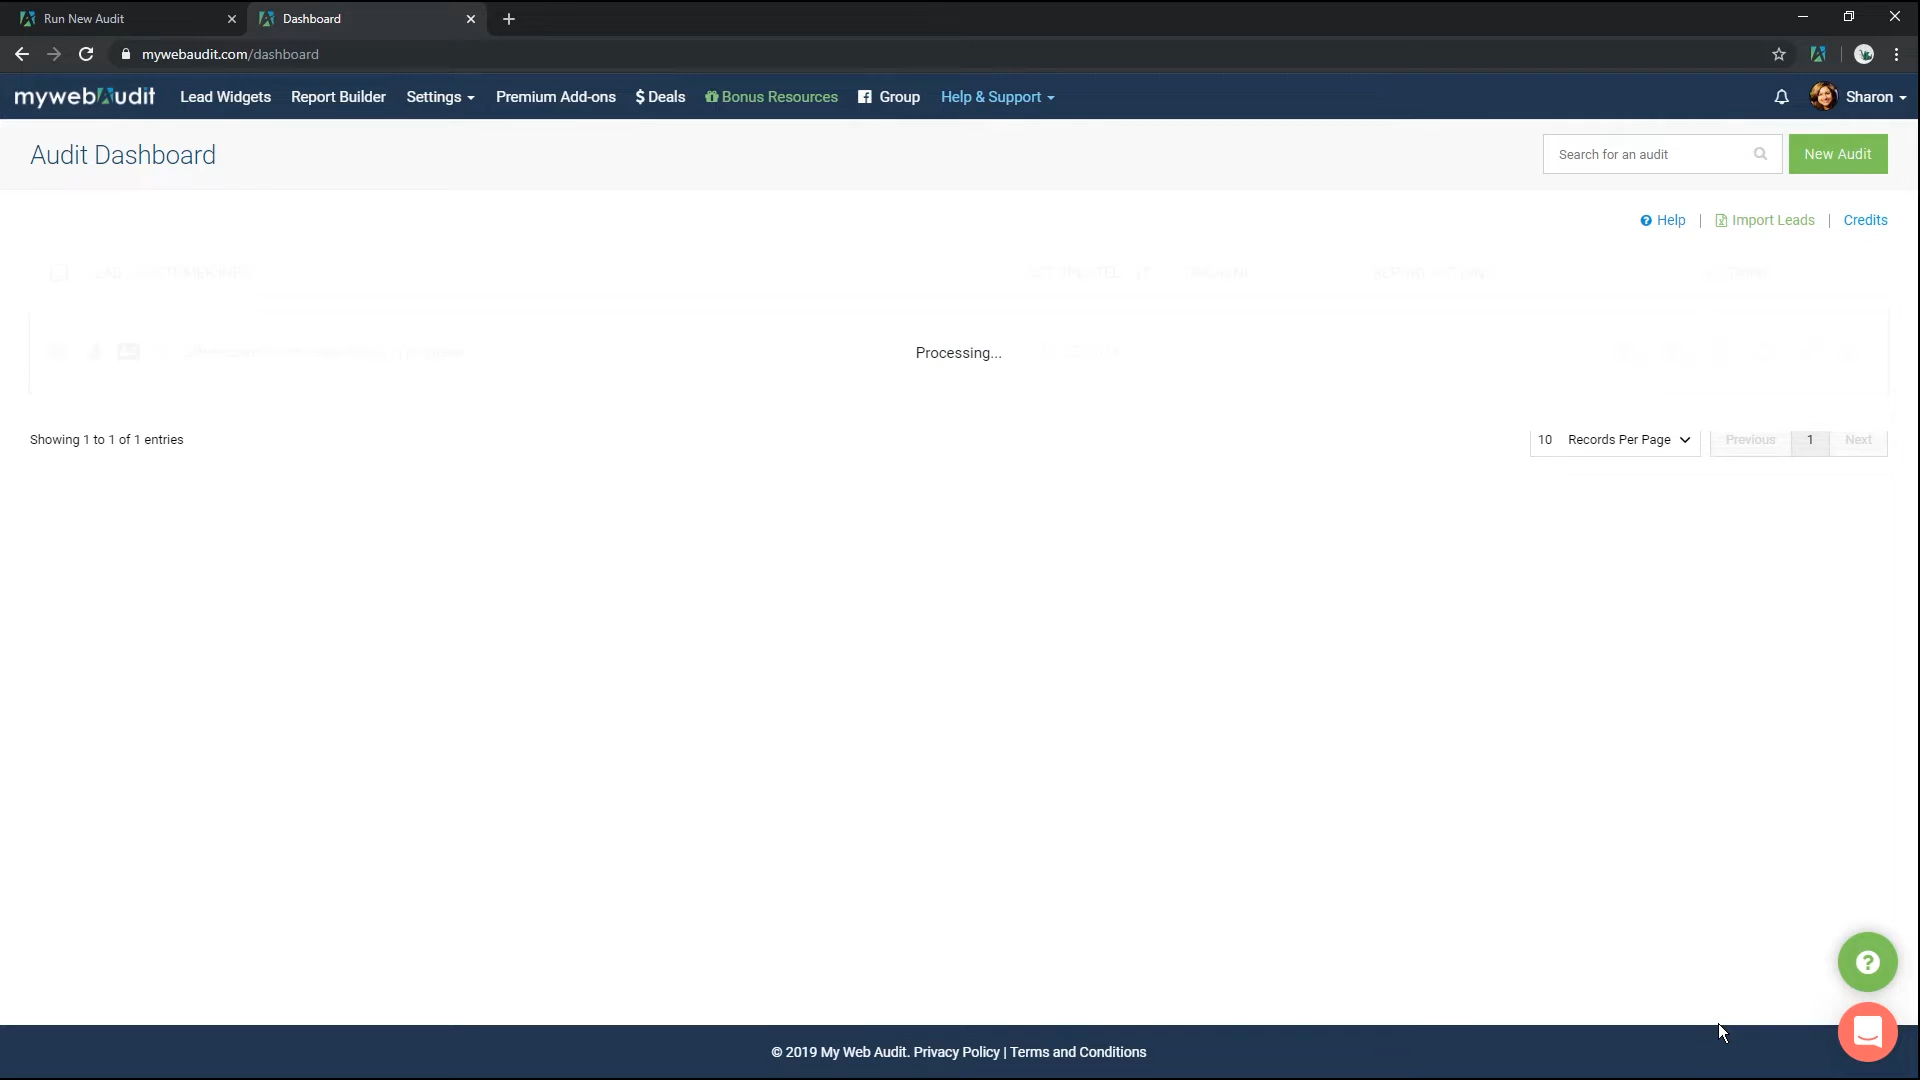 Run New Audit
Dashboard
mywebaudit.com/dashboard
mywebAudit
Lead Widgets
Report Builder
Settings
Premium Add-ons
$ Deals
Bonus Resources
Group
Help & Support
Sharon
Audit Dashboard
Search for an audit
New Audit
Help | Import Leads | Credits
Processing...
Showing 1 to 1 of 1 entries
10 Records Per Page
Previous 1 Next
© 2019 My Web Audit. Privacy Policy | Terms and Conditions